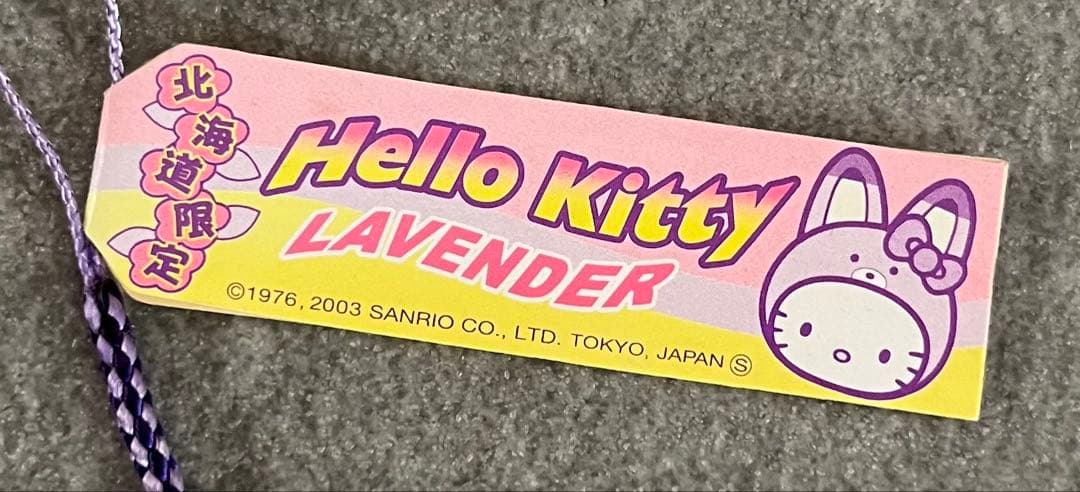 北海道限定
Hello Kitty
LAVENDER
©1976, 2003 SANRIO CO., LTD. TOKYO, JAPAN Ⓢ